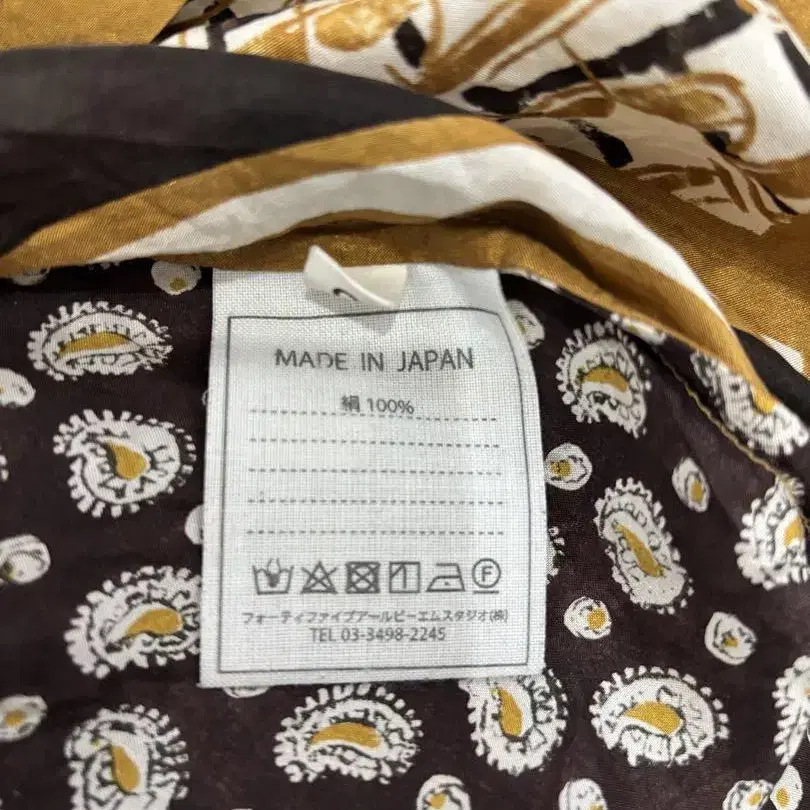 MADE IN JAPAN
絹 100%
フォーティファイブアールピーエムスタジオ(株)
TEL 03-3498-2245